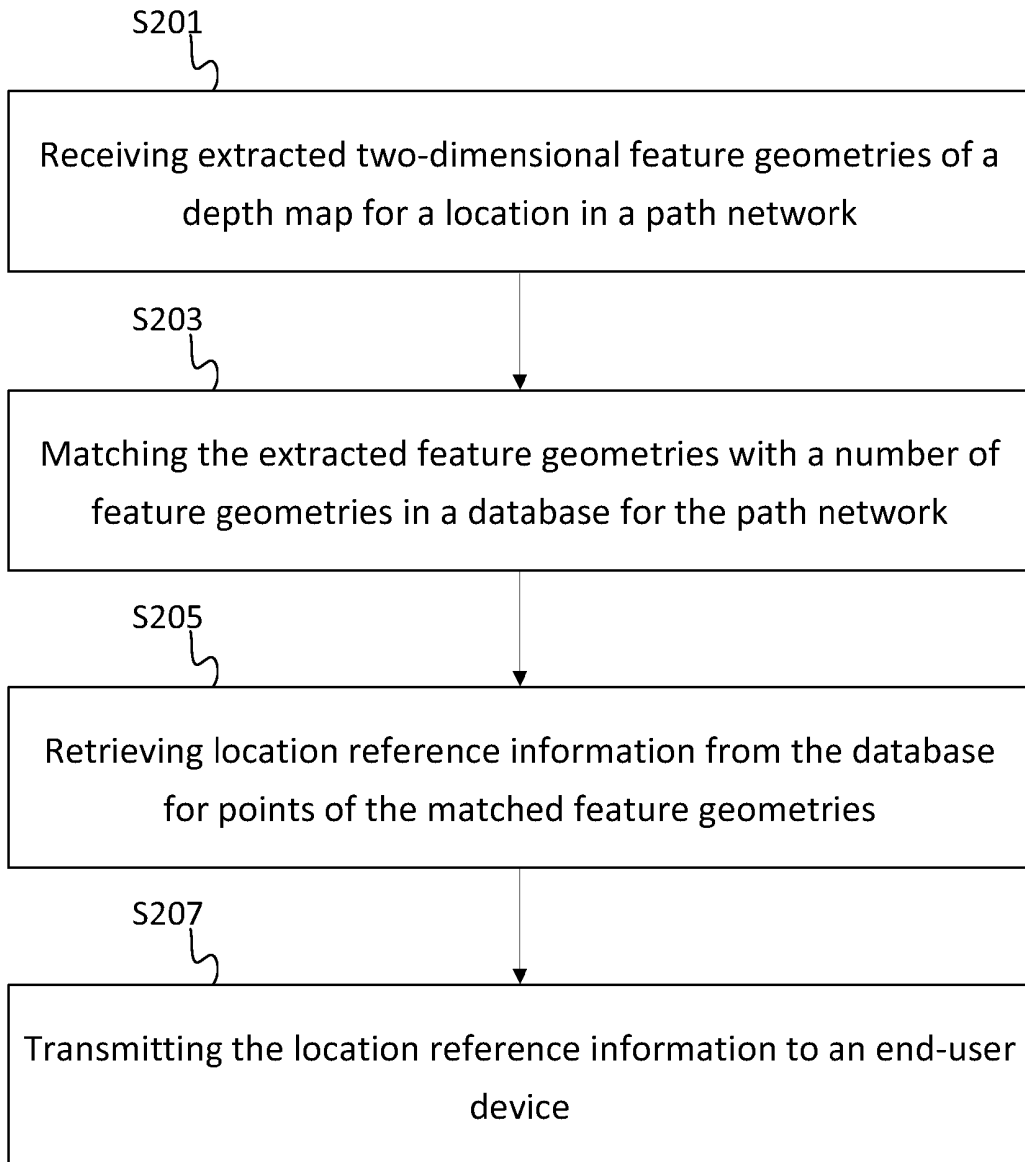 S201
Receiving extracted two-dimensional feature geometries of a
depth map for a location in a path network
S203
Matching the extracted feature geometries with a number of
feature geometries in a database for the path network
S205
Retrieving location reference information from the database
for points of the matched feature geometries
S207
Transmitting the location reference information to an end-user
device